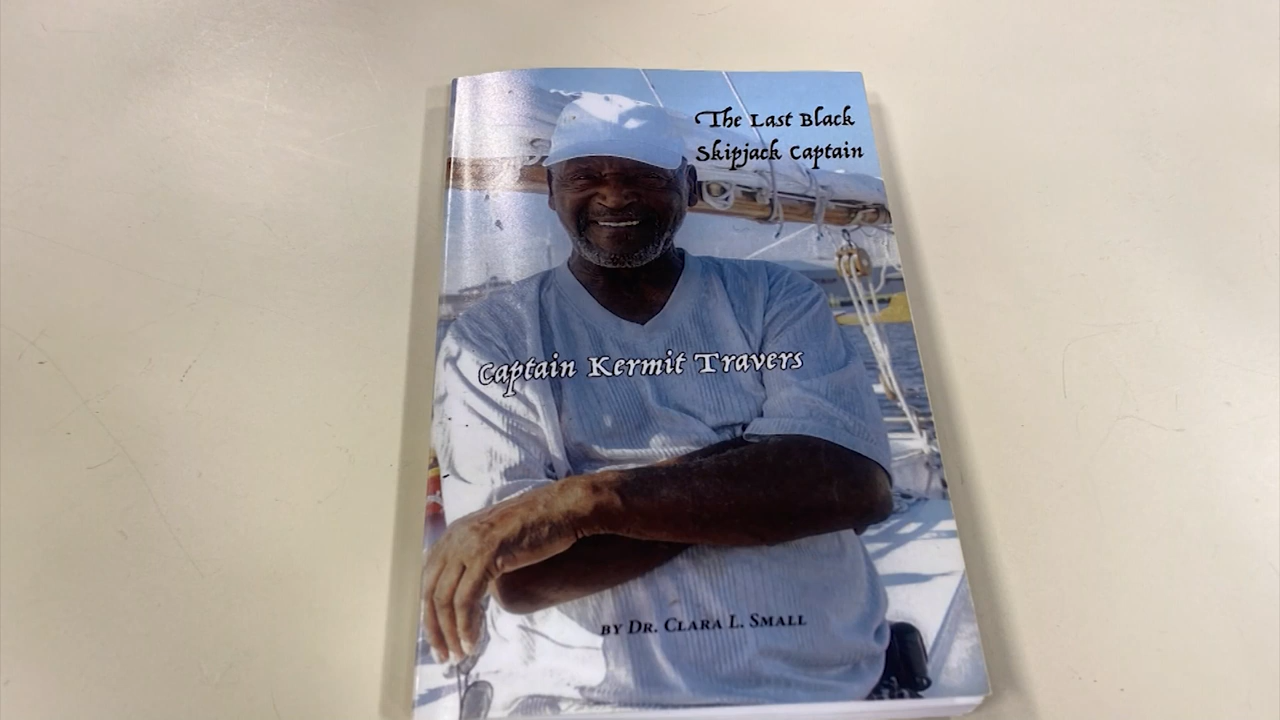 The Last Black
Skipjack Captain
Captain Kermit Travers
BY DR. CLARA L. SMALL